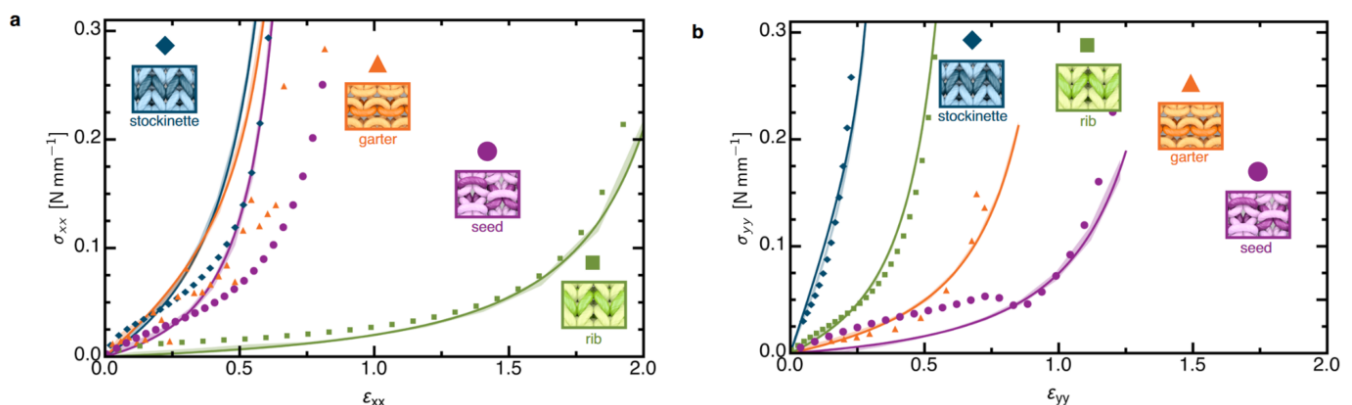 a
0.3
0.2
0.1
0.0
σxx [N mm⁻¹]
0.0 0.5 1.0 1.5 2.0
εxx
stockinette
garter
seed
rib
b
0.3
0.2
0.1
0.0
σyy [N mm⁻¹]
0.0 0.5 1.0 1.5 2.0
εyy
stockinette
rib
garter
seed